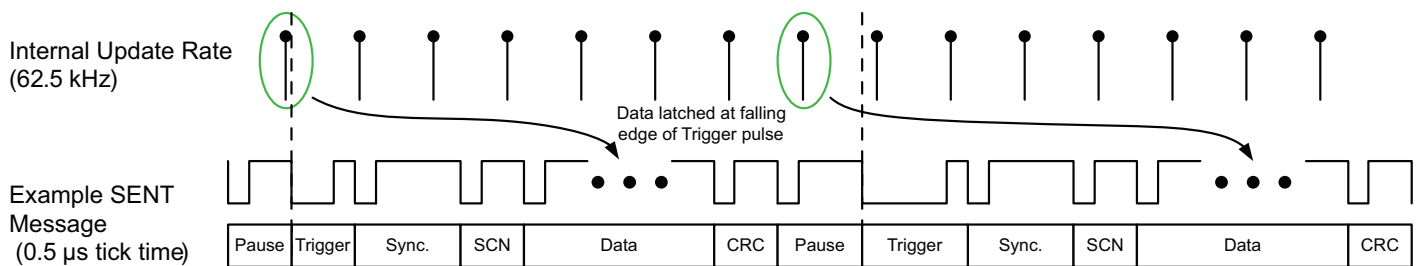 Internal Update Rate
(62.5 kHz)
Data latched at falling
edge of Trigger pulse
Example SENT
Message
(0.5 µs tick time)
Pause Trigger Sync. SCN Data CRC Pause Trigger Sync. SCN Data CRC